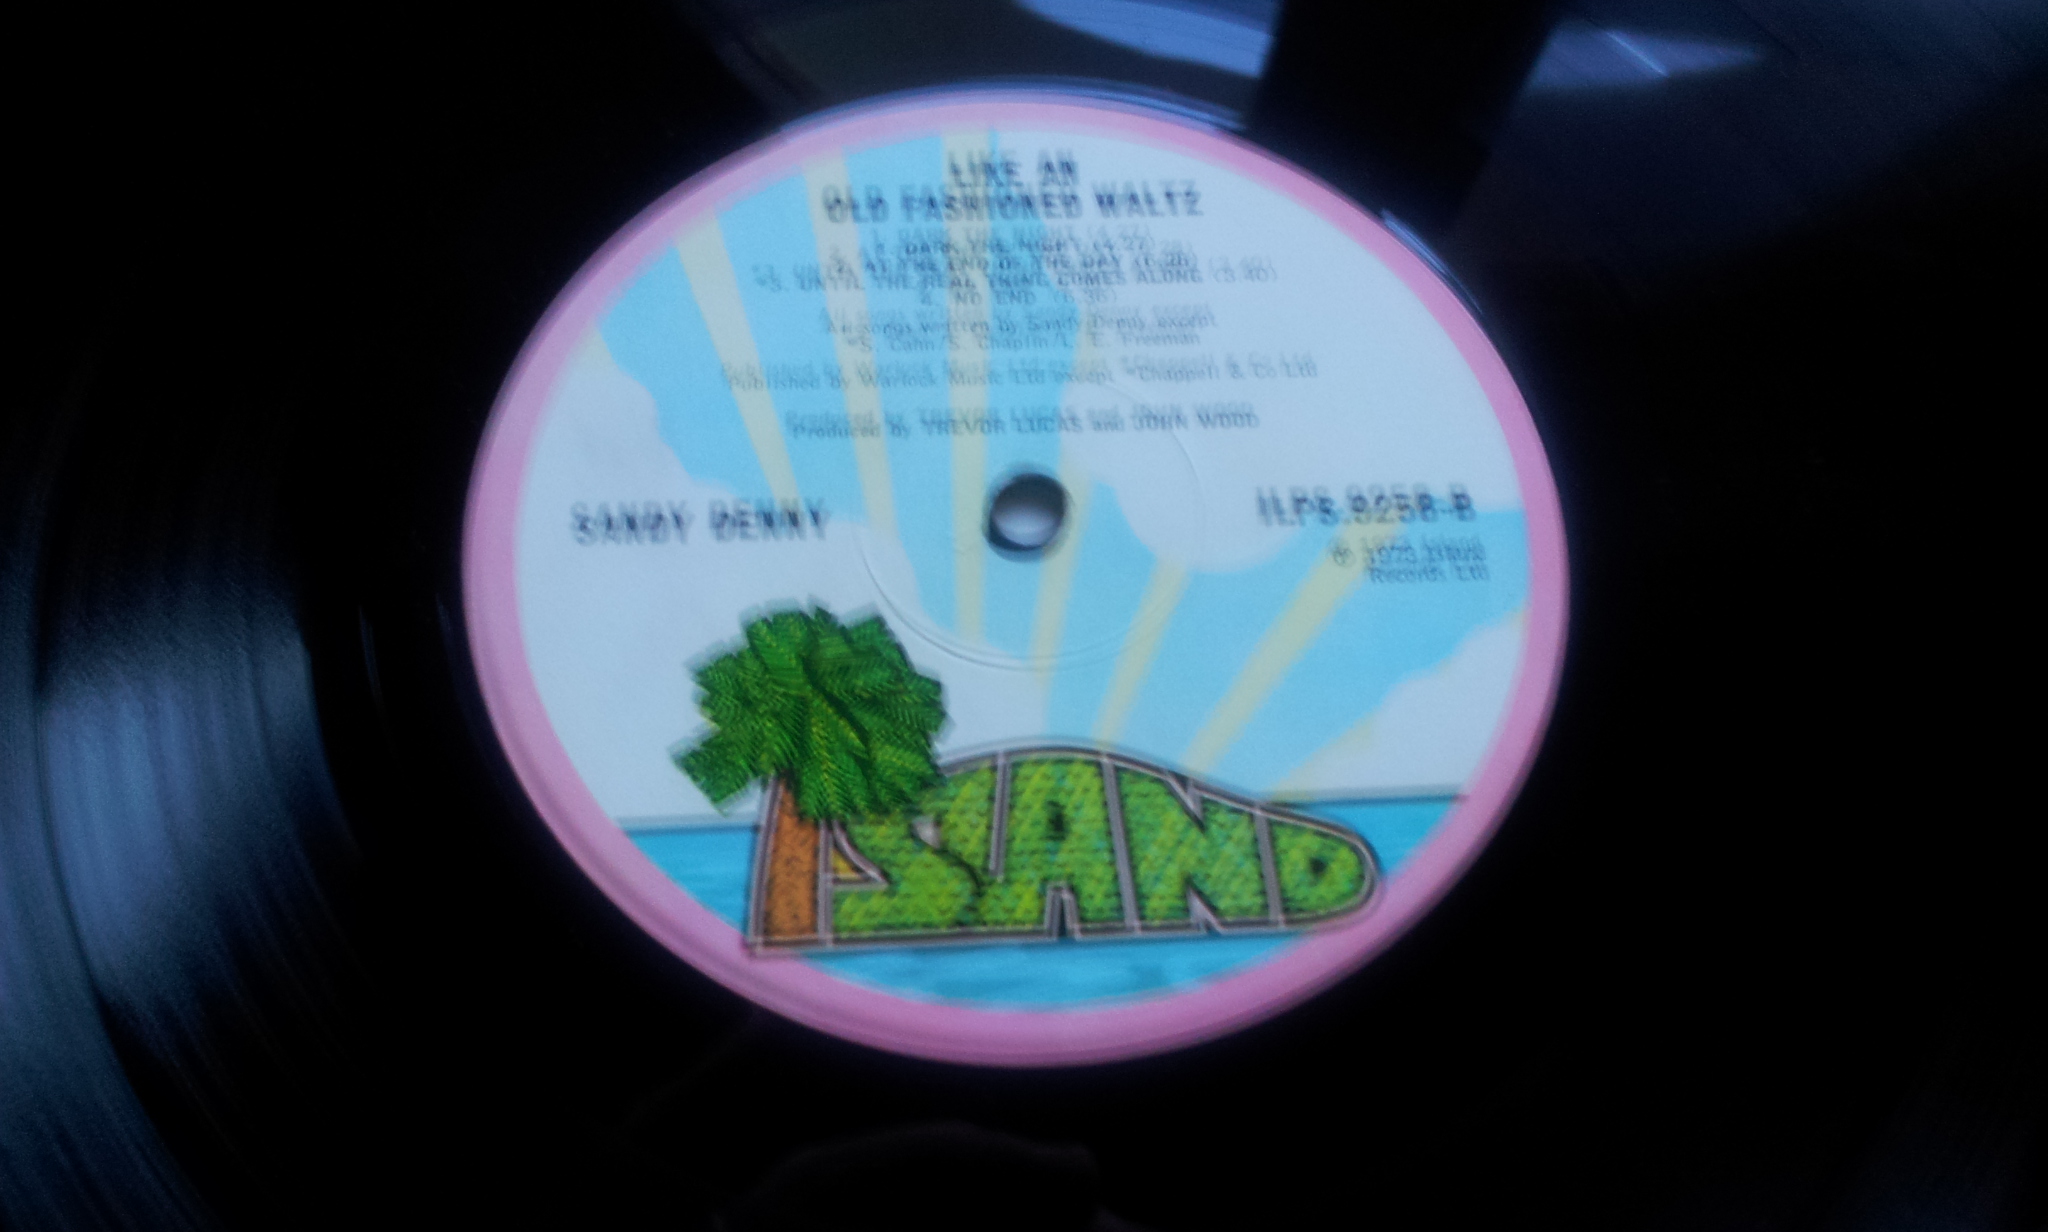 LIKE AN
OLD FASHIONED WALTZ
1. DARK THE NIGHT (4.27)
2. AT THE END OF THE DAY (6.28)
*3. UNTIL THE REAL THING COMES ALONG (3.40)
4. NO END (6.36)
All songs written by Sandy Denny except
*S. Cahn/S. Chaplin/L. E. Freeman
Published by Warlock Music Ltd except *Chappell & Co Ltd
Produced by TREVOR LUCAS and JOHN WOOD
SANDY DENNY
ILPS.9258-B
℗ 1973 Island
Records Ltd
ISLAND